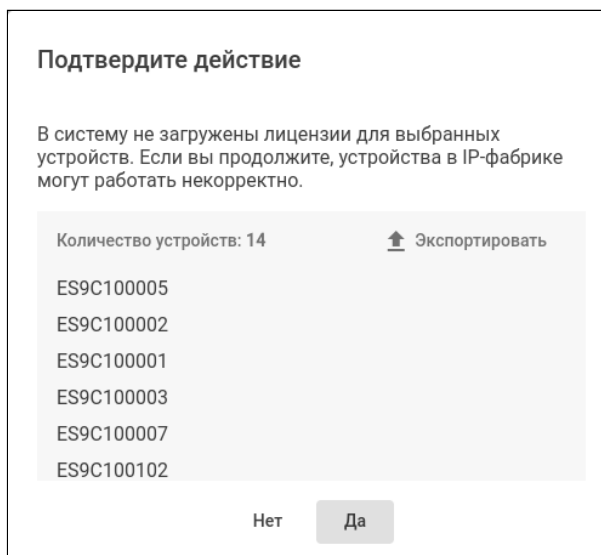 Подтвердите действие
В систему не загружены лицензии для выбранных
устройств. Если вы продолжите, устройства в IP-фабрике
могут работать некорректно.
Количество устройств: 14
Экспортировать
ES9C100005
ES9C100002
ES9C100001
ES9C100003
ES9C100007
ES9C100102
Нет
Да